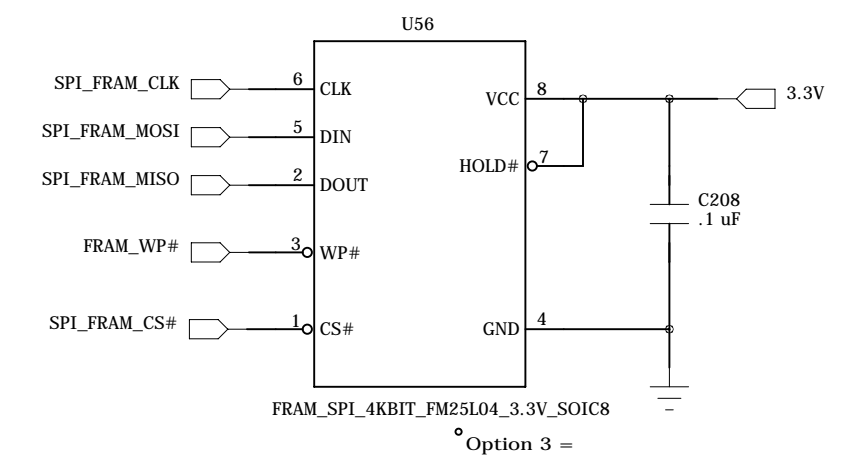 U56
SPI_FRAM_CLK 6 CLK
VCC 8 3.3V
SPI_FRAM_MOSI 5 DIN
HOLD# 7
SPI_FRAM_MISO 2 DOUT
C208
.1 uF
FRAM_WP# 3 WP#
SPI_FRAM_CS# 1 CS#
GND 4
FRAM_SPI_4KBIT_FM25L04_3.3V_SOIC8
Option 3 =